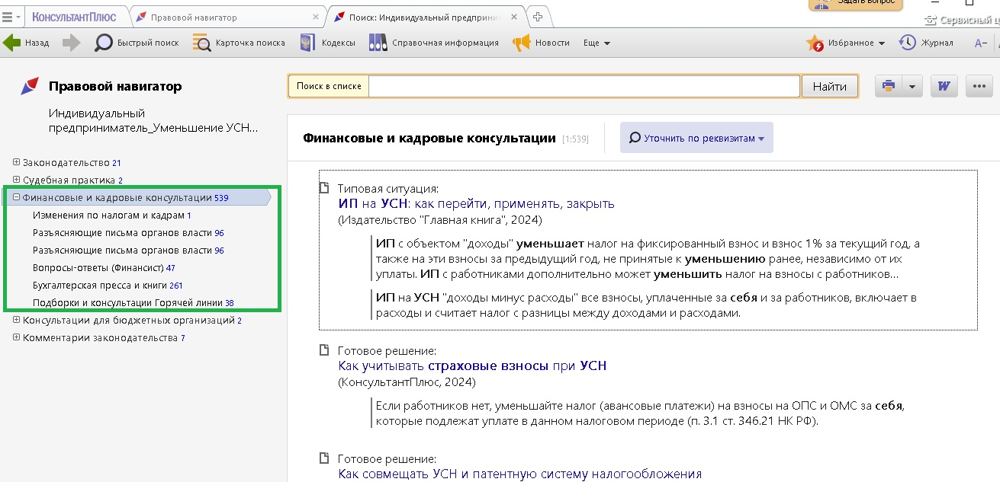 Задать вопрос
КонсультантПлюс
Правовой навигатор
Поиск: Индивидуальный предприни
Сервисный ц
Назад
Быстрый поиск
Карточка поиска
Кодексы
Справочная информация
Новости
Еще
Избранное
Журнал
A−
Правовой навигатор
Индивидуальный
предприниматель_Уменьшение УСН...
Законодательство 21
Судебная практика 2
Финансовые и кадровые консультации 539
Изменения по налогам и кадрам 1
Разъясняющие письма органов власти 96
Разъясняющие письма органов власти 96
Вопросы-ответы (Финансист) 47
Бухгалтерская пресса и книги 261
Подборки и консультации Горячей линии 38
Консультации для бюджетных организаций 2
Комментарии законодательства 7
Поиск в списке
Найти
W
Финансовые и кадровые консультации [1:539]
Уточнить по реквизитам
Типовая ситуация:
ИП на УСН: как перейти, применять, закрыть
(Издательство "Главная книга", 2024)
ИП с объектом "доходы" уменьшает налог на фиксированный взнос и взнос 1% за текущий год, а
также на эти взносы за предыдущий год, не принятые к уменьшению ранее, независимо от их
уплаты. ИП с работниками дополнительно может уменьшить налог на взносы с работников...
ИП на УСН "доходы минус расходы" все взносы, уплаченные за себя и за работников, включает в
расходы и считает налог с разницы между доходами и расходами.
Готовое решение:
Как учитывать страховые взносы при УСН
(КонсультантПлюс, 2024)
Если работников нет, уменьшайте налог (авансовые платежи) на взносы на ОПС и ОМС за себя,
которые подлежат уплате в данном налоговом периоде (п. 3.1 ст. 346.21 НК РФ).
Готовое решение:
Как совмещать УСН и патентную систему налогообложения